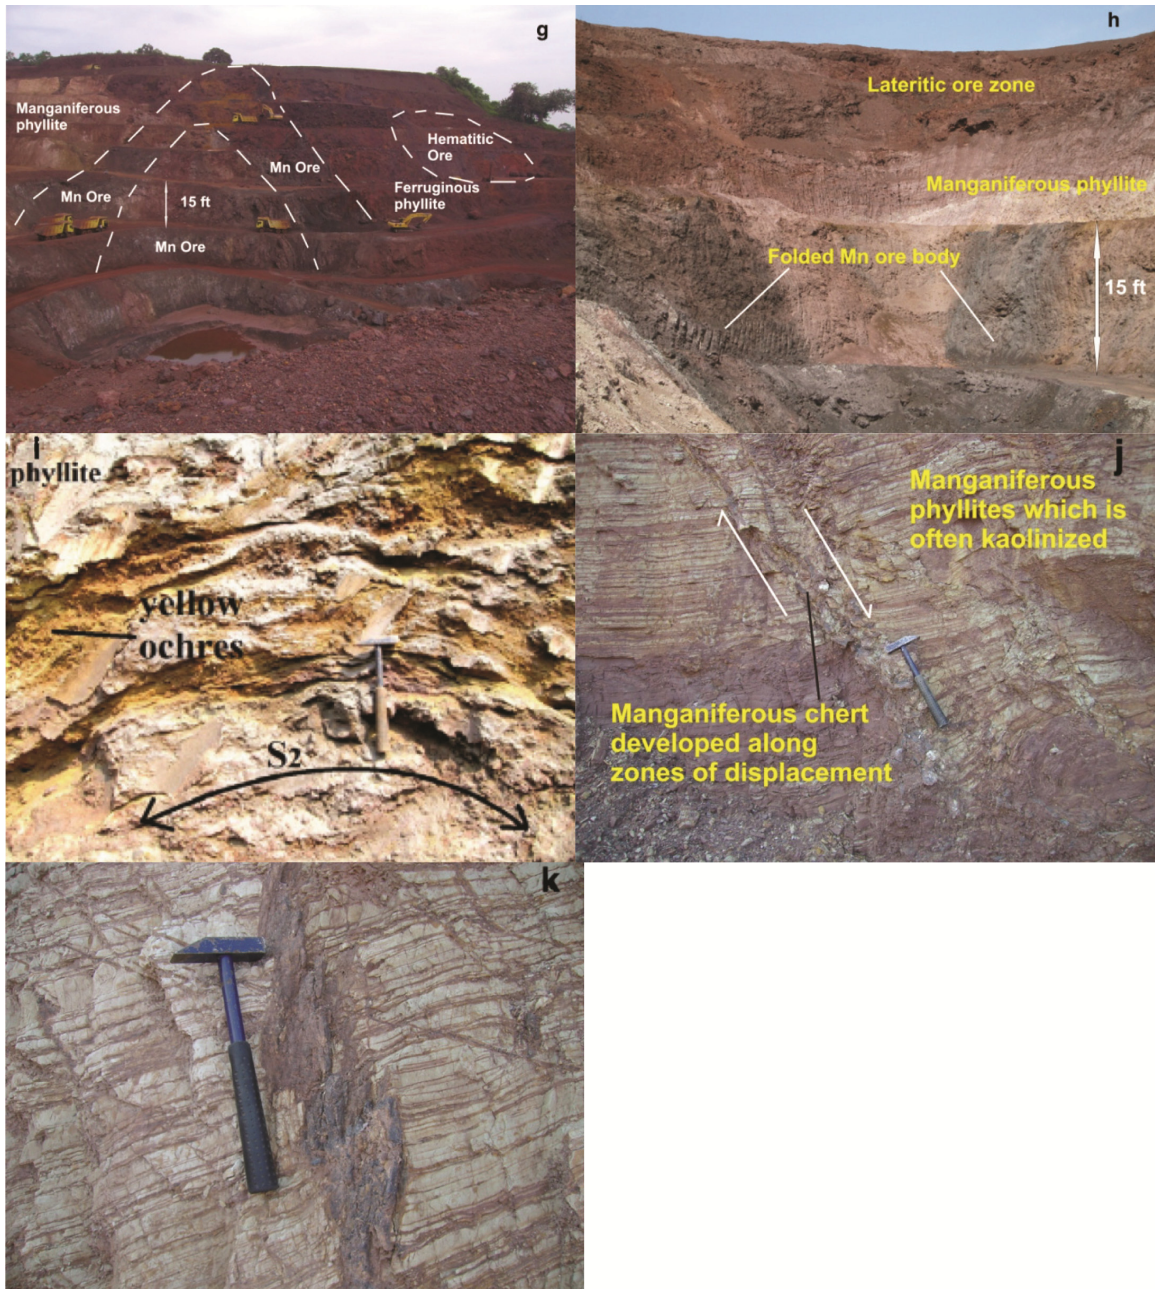 g
Manganiferous
phyllite
Hematitic
Ore
Mn Ore
Mn Ore
15 ft
Ferruginous
phyllite
Mn Ore
h
Lateritic ore zone
Manganiferous phyllite
Folded Mn ore body
15 ft
i
phyllite
yellow
ochres
S2
j
Manganiferous
phyllites which is
often kaolinized
Manganiferous chert
developed along
zones of displacement
k